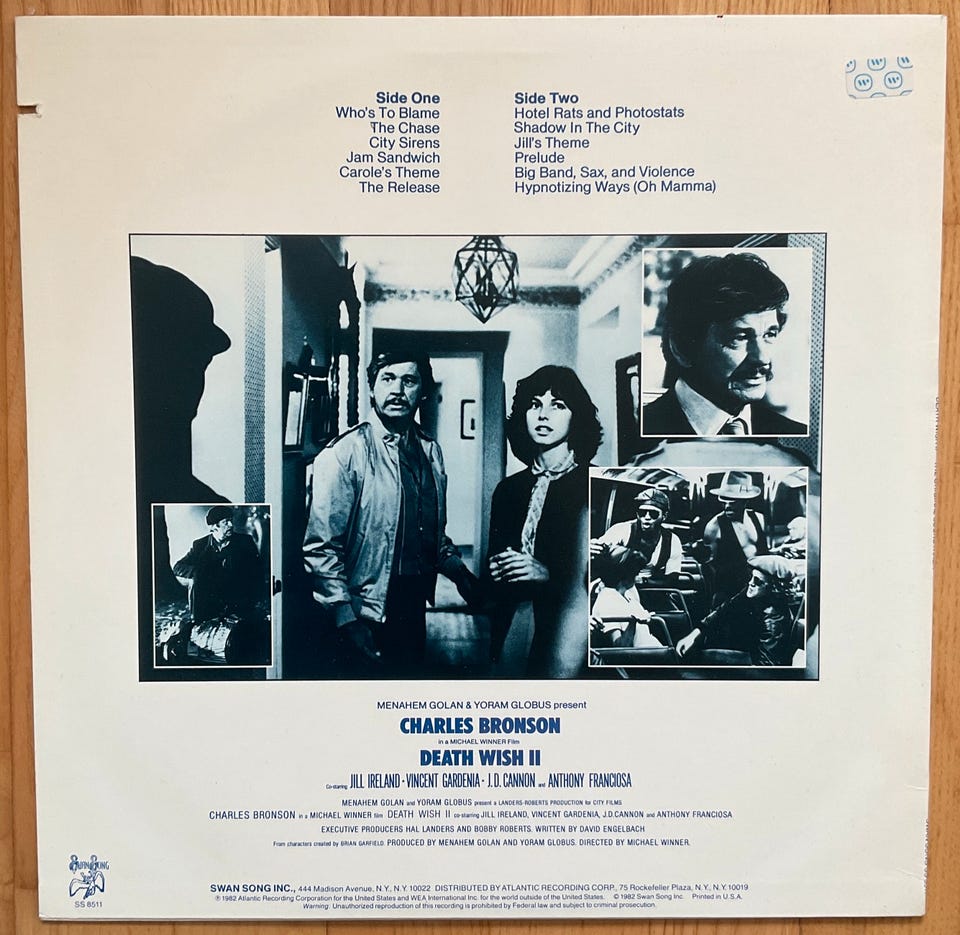 Side One
Who's To Blame
The Chase
City Sirens
Jam Sandwich
Carole's Theme
The Release
Side Two
Hotel Rats and Photostats
Shadow In The City
Jill's Theme
Prelude
Big Band, Sax, and Violence
Hypnotizing Ways (Oh Mamma)
MENAHEM GOLAN & YORAM GLOBUS present
CHARLES BRONSON
in a MICHAEL WINNER Film
DEATH WISH II
Co-starring JILL IRELAND · VINCENT GARDENIA · J.D. CANNON and ANTHONY FRANCIOSA
MENAHEM GOLAN and YORAM GLOBUS present a LANDERS-ROBERTS PRODUCTION for CITY FILMS
CHARLES BRONSON in a MICHAEL WINNER film DEATH WISH II co-starring JILL IRELAND, VINCENT GARDENIA, J.D.CANNON and ANTHONY FRANCIOSA
EXECUTIVE PRODUCERS HAL LANDERS AND BOBBY ROBERTS. WRITTEN BY DAVID ENGELBACH
From characters created by BRIAN GARFIELD. PRODUCED BY MENAHEM GOLAN AND YORAM GLOBUS. DIRECTED BY MICHAEL WINNER.
SWAN SONG
SS 8511
SWAN SONG INC., 444 Madison Avenue, N.Y., N.Y. 10022 DISTRIBUTED BY ATLANTIC RECORDING CORP., 75 Rockefeller Plaza, N.Y., N.Y. 10019
℗ 1982 Atlantic Recording Corporation for the United States and WEA International Inc. for the world outside of the United States. © 1982 Swan Song Inc. Printed in U.S.A.
Warning: Unauthorized reproduction of this recording is prohibited by Federal law and subject to criminal prosecution.